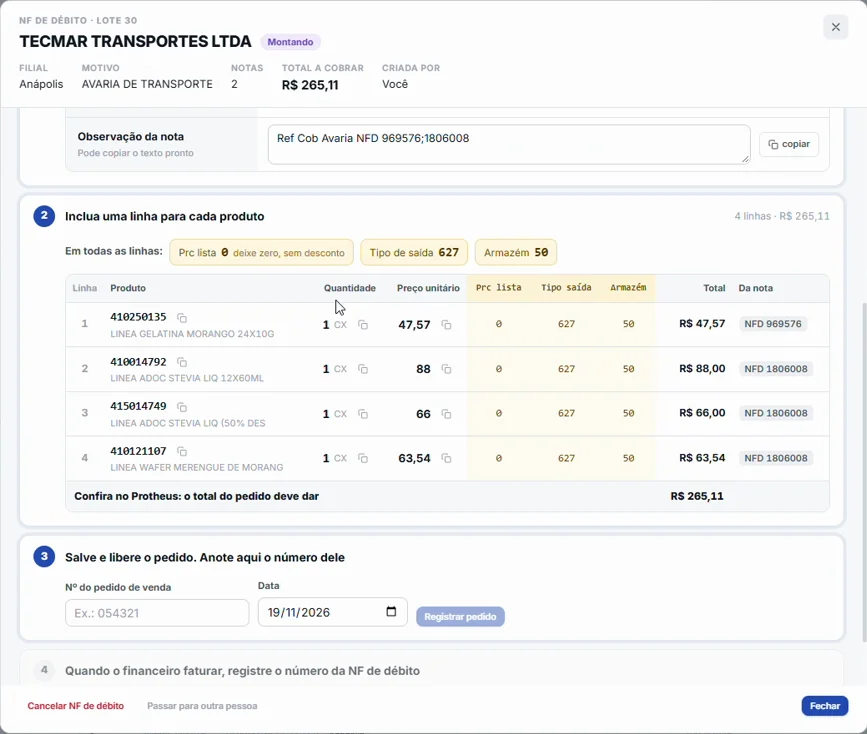 NF DE DÉBITO · LOTE 30
TECMAR TRANSPORTES LTDA Montando
FILIAL MOTIVO NOTAS TOTAL A COBRAR CRIADA POR
Anápolis AVARIA DE TRANSPORTE 2 R$ 265,11 Você
Observação da nota
Pode copiar o texto pronto
Ref Cob Avaria NFD 969576;1806008
copiar
2 Inclua uma linha para cada produto 4 linhas · R$ 265,11
Em todas as linhas: Prc lista 0 deixe zero, sem desconto Tipo de saída 627 Armazém 50
Linha Produto Quantidade Preço unitário Prc lista Tipo saída Armazém Total Da nota
1 410250135 1 CX 47,57 0 627 50 R$ 47,57 NFD 969576
LINEA GELATINA MORANGO 24X10G
2 410014792 1 CX 88 0 627 50 R$ 88,00 NFD 1806008
LINEA ADOC STEVIA LIQ 12X60ML
3 415014749 1 CX 66 0 627 50 R$ 66,00 NFD 1806008
LINEA ADOC STEVIA LIQ (50% DES
4 410121107 1 CX 63,54 0 627 50 R$ 63,54 NFD 1806008
LINEA WAFER MERENGUE DE MORANG
Confira no Protheus: o total do pedido deve dar R$ 265,11
3 Salve e libere o pedido. Anote aqui o número dele
Nº do pedido de venda Data
Ex.: 054321 19/11/2026 Registrar pedido
4 Quando o financeiro faturar, registre o número da NF de débito
Cancelar NF de débito Passar para outra pessoa Fechar